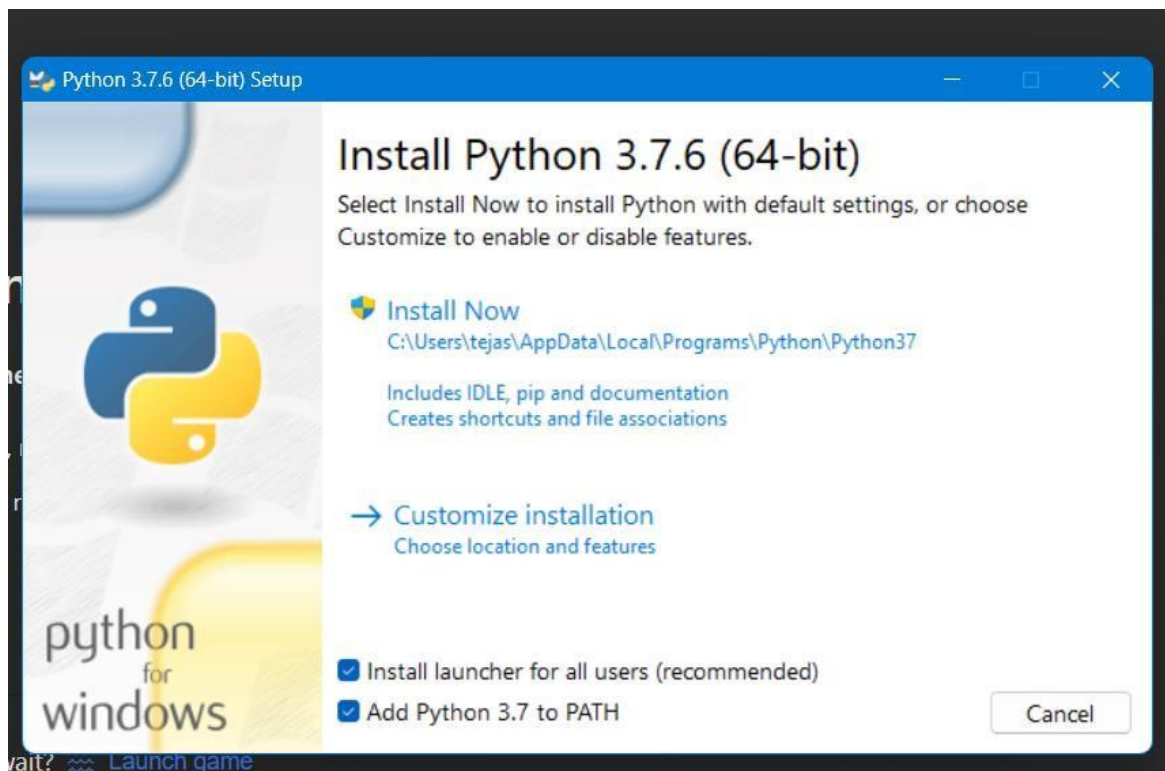 Python 3.7.6 (64-bit) Setup
Install Python 3.7.6 (64-bit)
Select Install Now to install Python with default settings, or choose
Customize to enable or disable features.
Install Now
C:\Users\tejas\AppData\Local\Programs\Python\Python37
Includes IDLE, pip and documentation
Creates shortcuts and file associations
Customize installation
Choose location and features
python
for
windows
Install launcher for all users (recommended)
Add Python 3.7 to PATH
Cancel
wait? Launch game